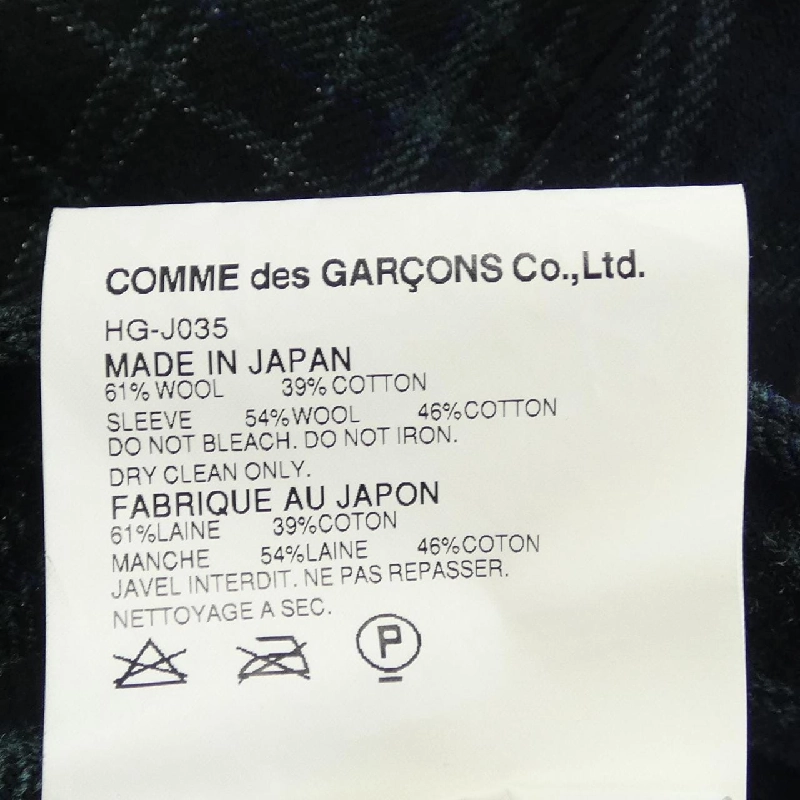 COMME des GARÇONS Co.,Ltd.
HG-J035
MADE IN JAPAN
61% WOOL 39% COTTON
SLEEVE 54%WOOL 46%COTTON
DO NOT BLEACH. DO NOT IRON.
DRY CLEAN ONLY.
FABRIQUE AU JAPON
61%LAINE 39%COTON
MANCHE 54%LAINE 46%COTON
JAVEL INTERDIT. NE PAS REPASSER.
NETTOYAGE A SEC.
P